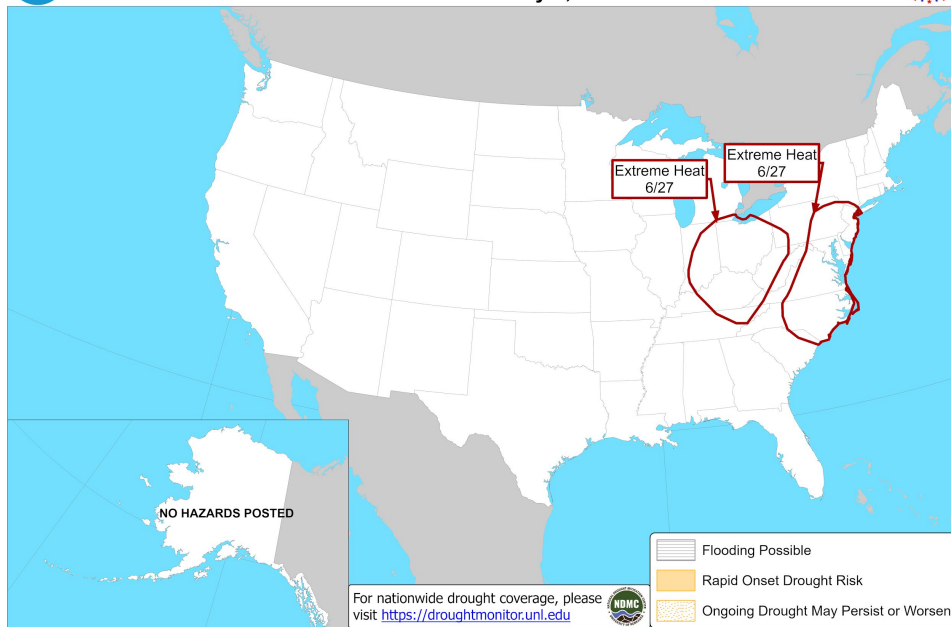 Extreme Heat
6/27
Extreme Heat
6/27
NO HAZARDS POSTED
For nationwide drought coverage, please
visit https://droughtmonitor.unl.edu
NDMC
Flooding Possible
Rapid Onset Drought Risk
Ongoing Drought May Persist or Worsen